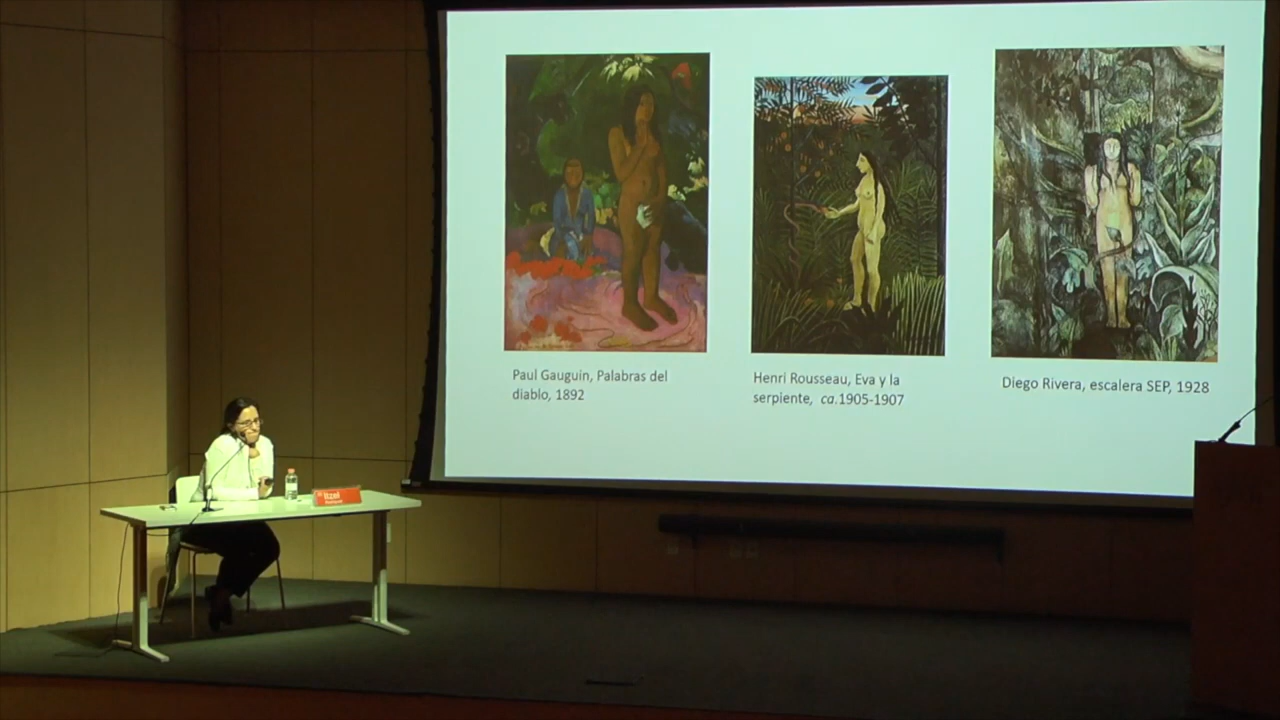 Paul Gauguin, Palabras del
diablo, 1892
Henri Rousseau, Eva y la
serpiente, ca.1905-1907
Diego Rivera, escalera SEP, 1928
Itzel